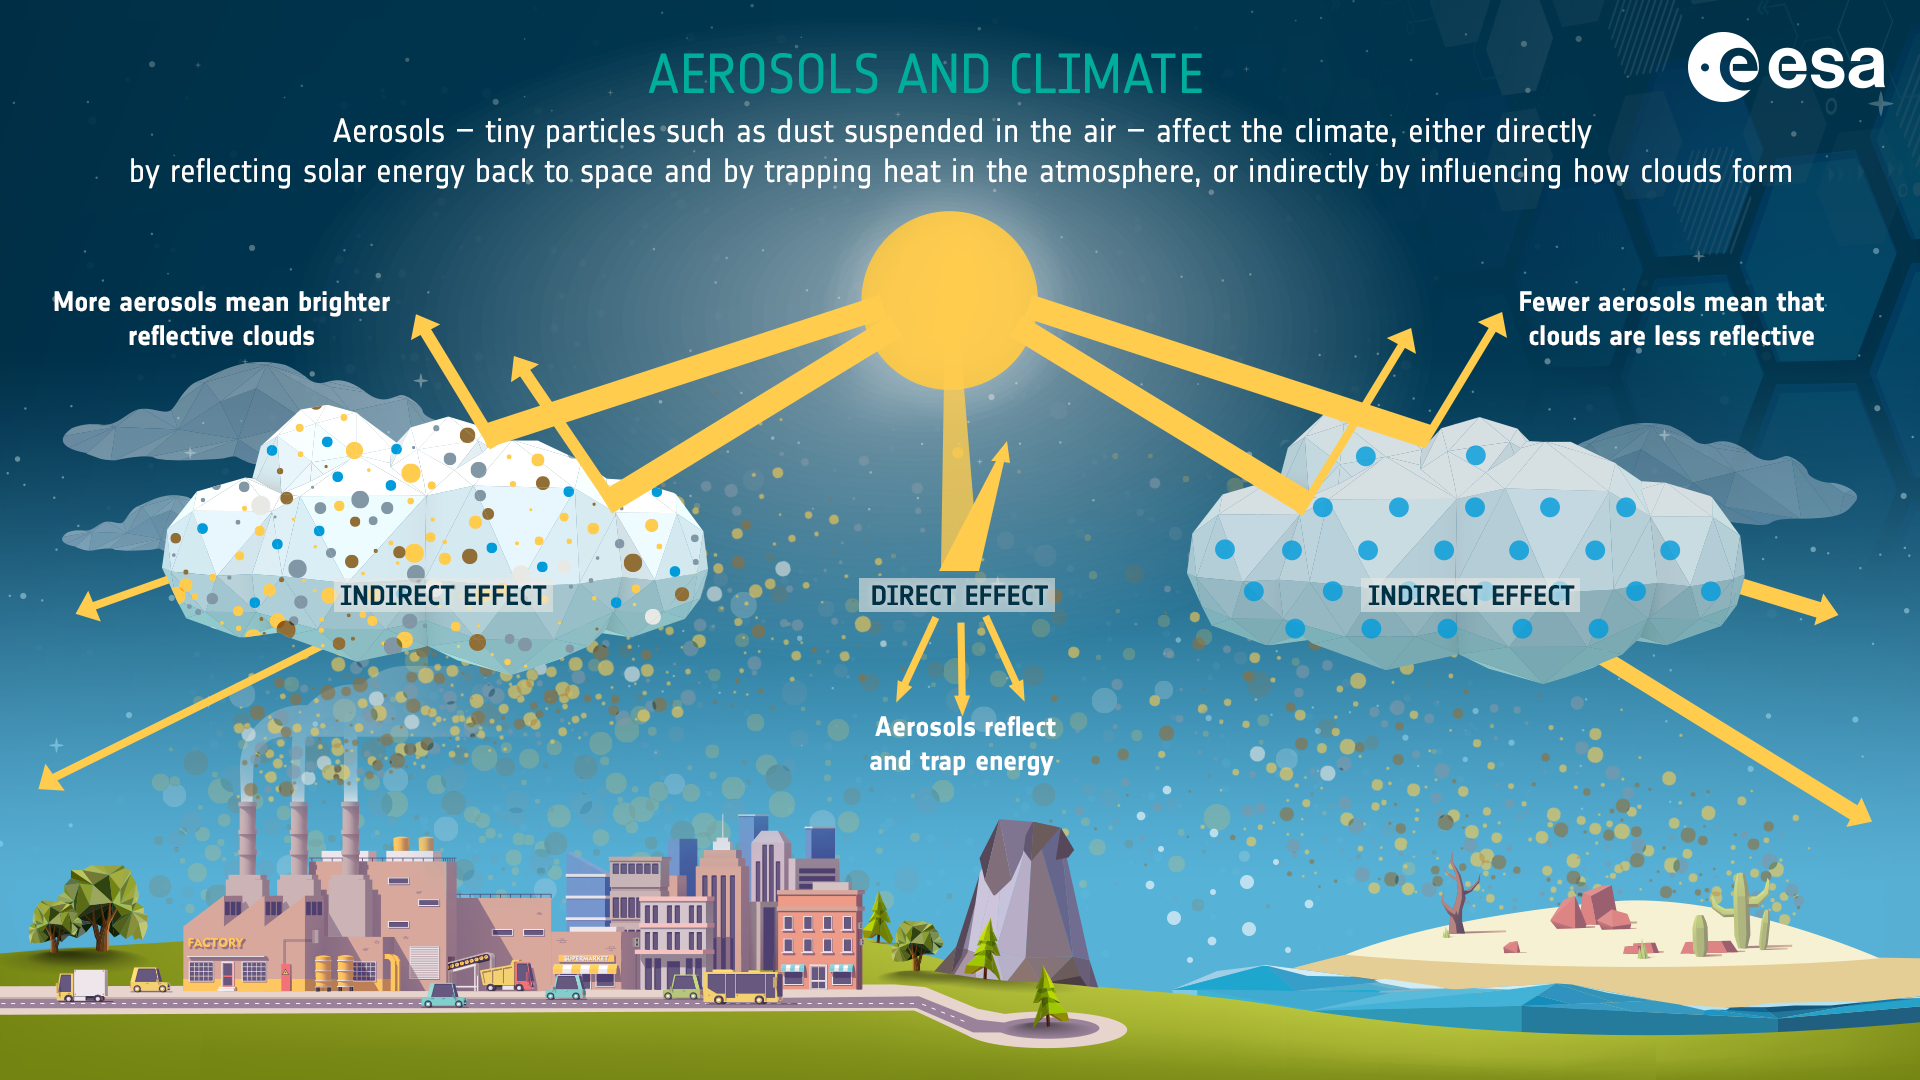 AEROSOLS AND CLIMATE
esa
Aerosols – tiny particles such as dust suspended in the air – affect the climate, either directly
by reflecting solar energy back to space and by trapping heat in the atmosphere, or indirectly by influencing how clouds form
More aerosols mean brighter
reflective clouds
Fewer aerosols mean that
clouds are less reflective
INDIRECT EFFECT
DIRECT EFFECT
INDIRECT EFFECT
Aerosols reflect
and trap energy
FACTORY
SUPERMARKET